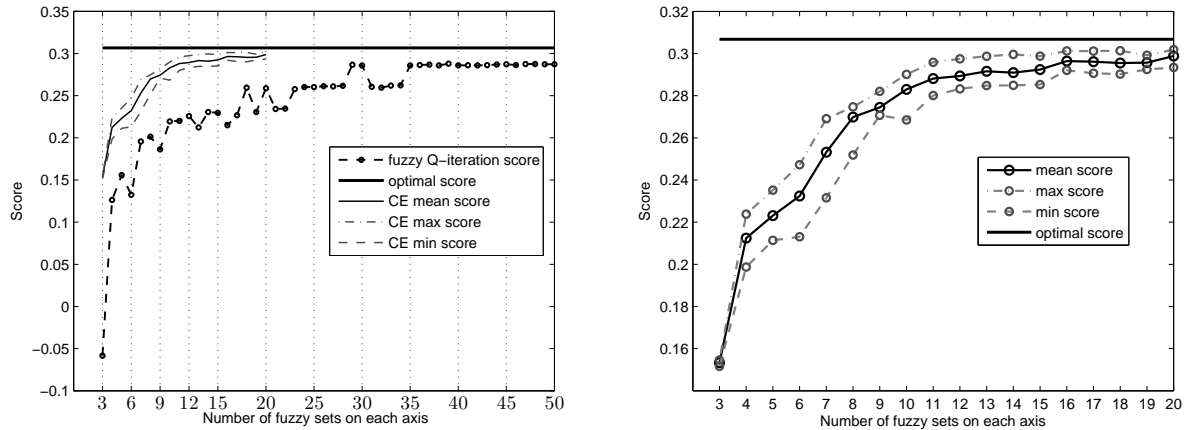 0.35
0.3
0.25
0.2
0.15
0.1
0.05
0
−0.05
−0.1
Score
fuzzy Q-iteration score
optimal score
CE mean score
CE max score
CE min score
3 6 9 12 15 20 25 30 35 40 45 50
Number of fuzzy sets on each axis
0.32
0.3
0.28
0.26
0.24
0.22
0.2
0.18
0.16
Score
mean score
max score
min score
optimal score
3 4 5 6 7 8 9 10 11 12 13 14 15 16 17 18 19 20
Number of fuzzy sets on each axis